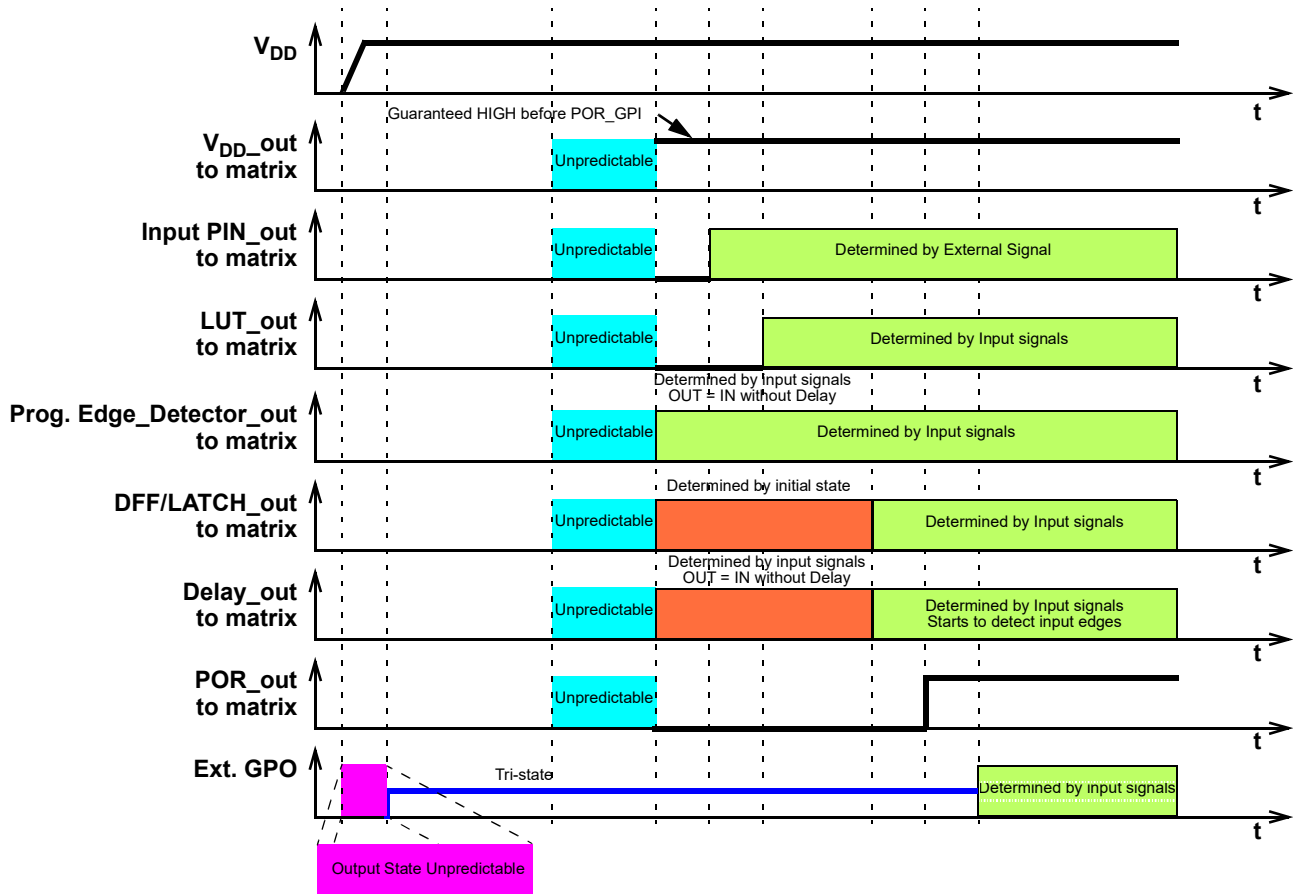 VDD
t
Guaranteed HIGH before POR_GPI
VDD_out
to matrix
Unpredictable
t
Input PIN_out
to matrix
Unpredictable
Determined by External Signal
t
LUT_out
to matrix
Unpredictable
Determined by Input signals
t
Determined by input signals
OUT = IN without Delay
Prog. Edge_Detector_out
to matrix
Unpredictable
Determined by Input signals
t
Determined by initial state
DFF/LATCH_out
to matrix
Unpredictable
Determined by Input signals
t
Determined by input signals
OUT = IN without Delay
Delay_out
to matrix
Unpredictable
Determined by Input signals
Starts to detect input edges
t
POR_out
to matrix
Unpredictable
t
Ext. GPO
Tri-state
Determined by input signals
t
Output State Unpredictable